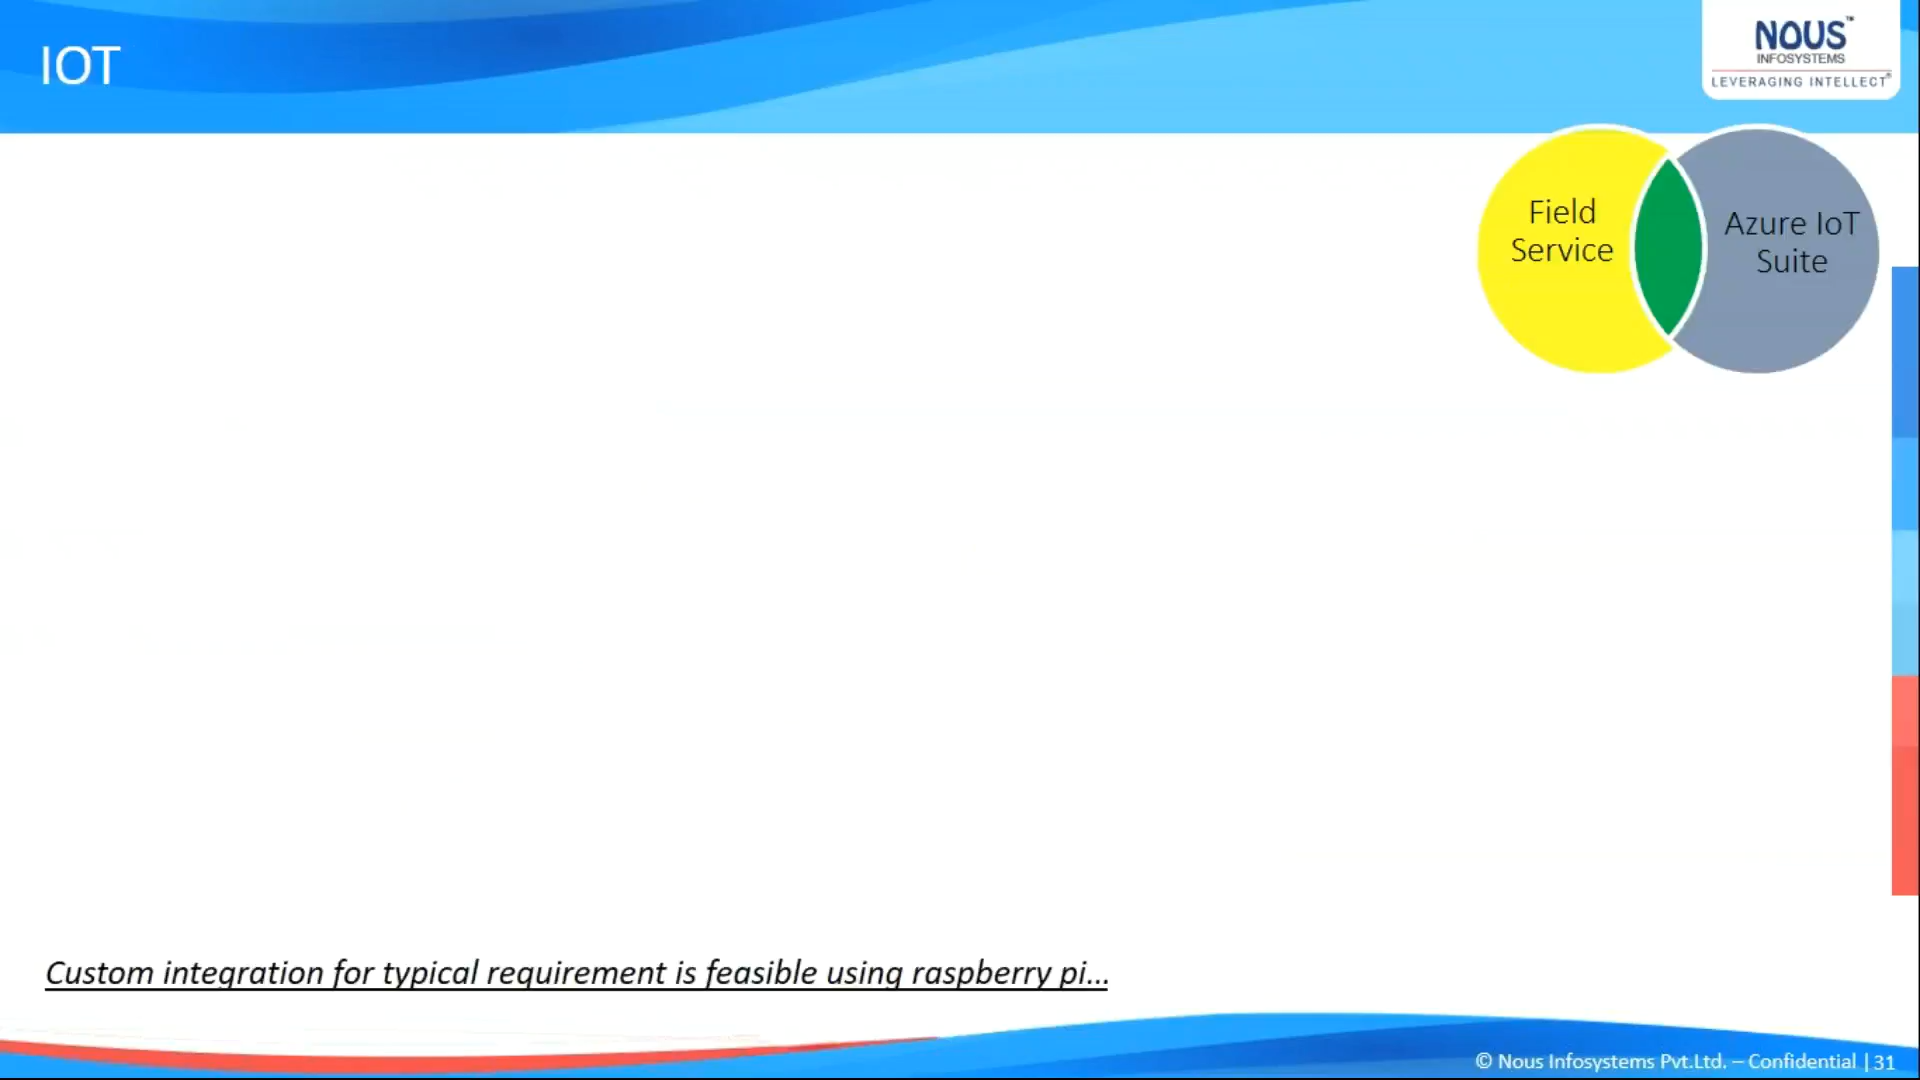 IOT
NOUS™
INFOSYSTEMS
LEVERAGING INTELLECT®
Field
Service
Azure IoT
Suite
Custom integration for typical requirement is feasible using raspberry pi...
© Nous Infosystems Pvt.Ltd. – Confidential | 31